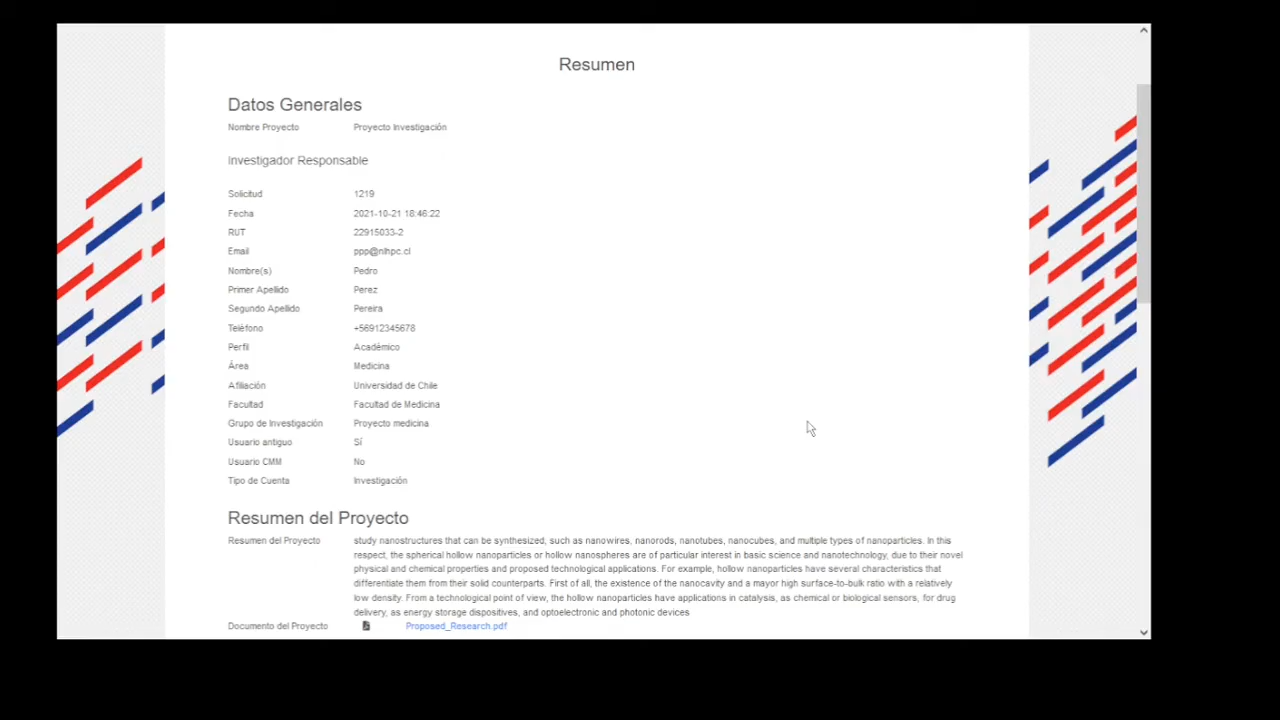 Resumen
Datos Generales
Nombre Proyecto Proyecto Investigación
Investigador Responsable
Solicitud 1219
Fecha 2021-10-21 18:46:22
RUT 22915033-2
Email ppp@nlhpc.cl
Nombre(s) Pedro
Primer Apellido Perez
Segundo Apellido Pereira
Teléfono +56912345678
Perfil Académico
Área Medicina
Afiliación Universidad de Chile
Facultad Facultad de Medicina
Grupo de Investigación Proyecto medicina
Usuario antiguo Sí
Usuario CMM No
Tipo de Cuenta Investigación
Resumen del Proyecto
Resumen del Proyecto study nanostructures that can be synthesized, such as nanowires, nanorods, nanotubes, nanocubes, and multiple types of nanoparticles. In this
respect, the spherical hollow nanoparticles or hollow nanospheres are of particular interest in basic science and nanotechnology, due to their novel
physical and chemical properties and proposed technological applications. For example, hollow nanoparticles have several characteristics that
differentiate them from their solid counterparts. First of all, the existence of the nanocavity and a mayor high surface-to-bulk ratio with a relatively
low density. From a technological point of view, the hollow nanoparticles have applications in catalysis, as chemical or biological sensors, for drug
delivery, as energy storage dispositives, and optoelectronic and photonic devices
Documento del Proyecto Proposed_Research.pdf